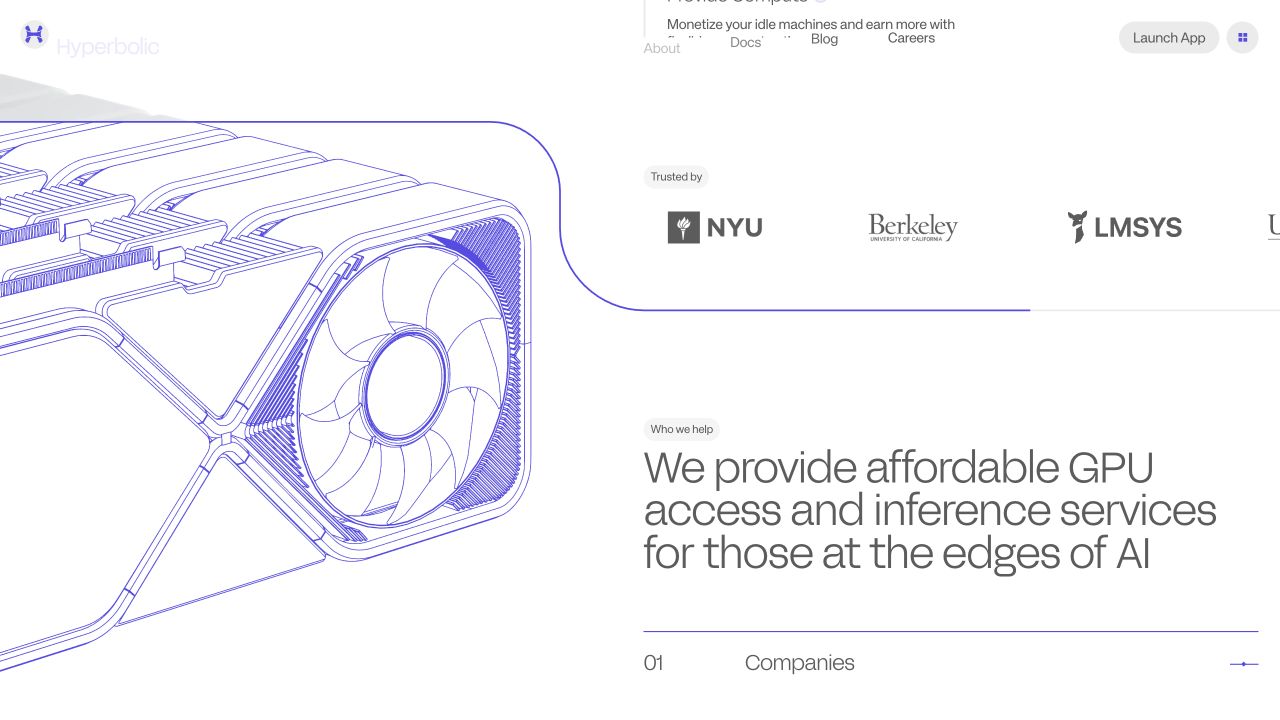 Hyperbolic
Monetize your idle machines and earn more with
About
Docs
Blog
Careers
Launch App
Trusted by
NYU
Berkeley
UNIVERSITY OF CALIFORNIA
LMSYS
Who we help
We provide affordable GPU
access and inference services
for those at the edges of AI
01 Companies